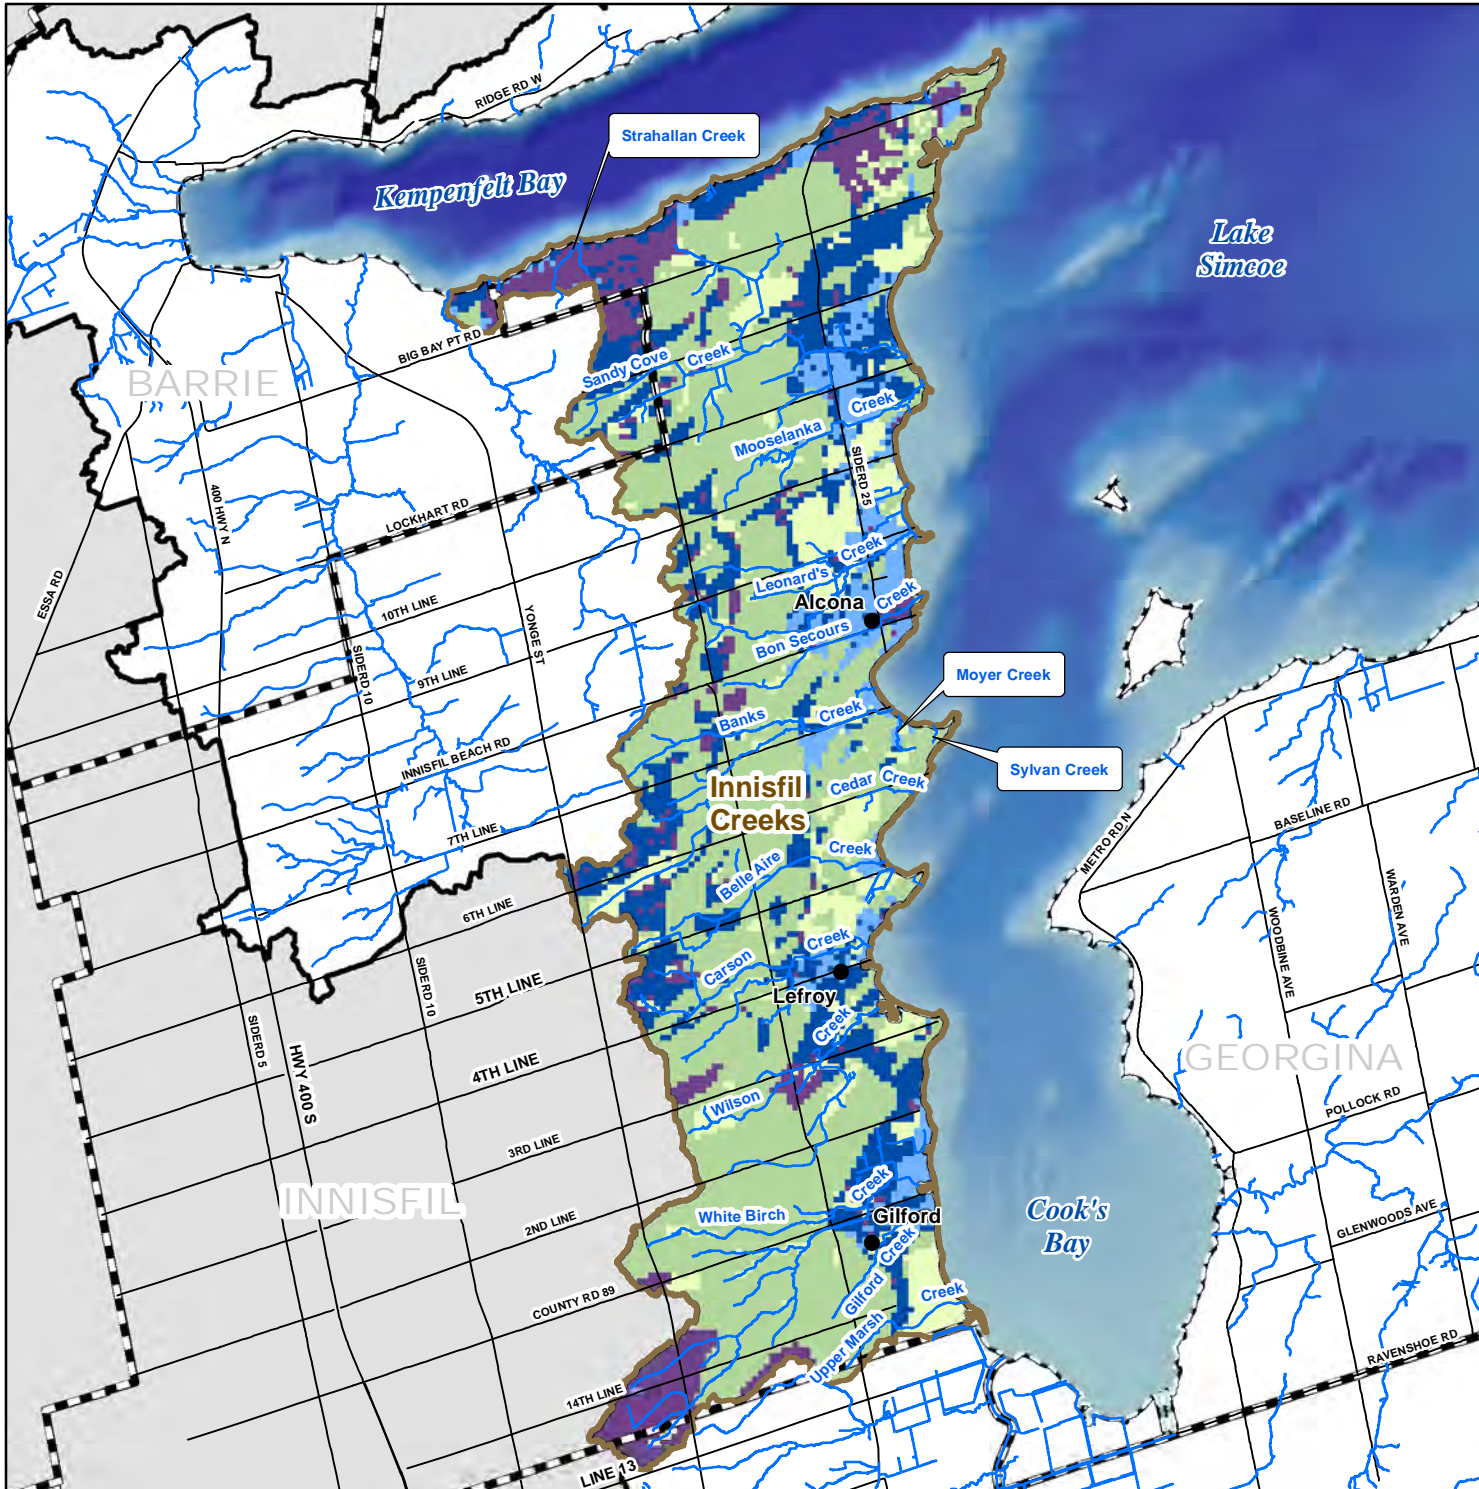 RIDGE RD W
Strahallan Creek
Kempenfelt Bay
Lake
Simcoe
BIG BAY PT RD
BARRIE
Sandy Cove
Creek
Creek
Mooselanka
SIDERD 25
400 HWY N
LOCKHART RD
ESSA RD
Creek
Leonard's
Alcona
Creek
10TH LINE
YONGE ST
Bon Secours
SIDERD 10
9TH LINE
Moyer Creek
Banks
Creek
INNISFIL BEACH RD
Sylvan Creek
Innisfil
Creeks
Cedar
Creek
METRO RD N
BASELINE RD
7TH LINE
Creek
Belle Aire
WARDEN AVE
6TH LINE
WOODBINE AVE
Creek
Carson
5TH LINE
SIDERD 10
Lefroy
Creek
SIDERD 5
HWY 400 S
4TH LINE
GEORGINA
Wilson
POLLOCK RD
3RD LINE
INNISFIL
Creek
White Birch
Gilford
2ND LINE
Cook's
Bay
GLENWOODS AVE
Creek
Gilford
Creek
COUNTY RD 89
Upper Marsh
RAVENSHOE RD
14TH LINE
LINE 13